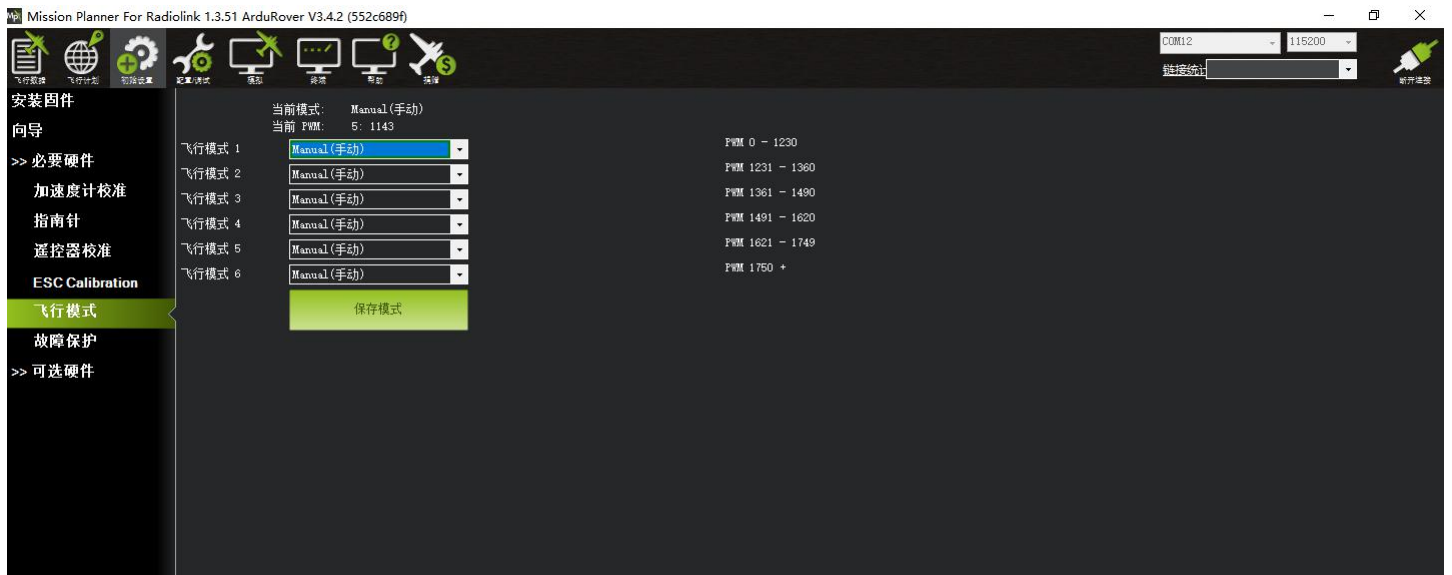 Mission Planner For Radiolink 1.3.51 ArduRover V3.4.2 (552c689f)
飞行数据 飞行计划 初始设置 配置/调试 模拟 终端 帮助 捐赠
COM12 115200
链接统计
断开连接
安装固件
向导
>> 必要硬件
加速度计校准
指南针
遥控器校准
ESC Calibration
飞行模式
故障保护
>> 可选硬件
当前模式: Manual(手动)
当前 PWM: 5: 1143
飞行模式 1 Manual(手动) PWM 0 - 1230
飞行模式 2 Manual(手动) PWM 1231 - 1360
飞行模式 3 Manual(手动) PWM 1361 - 1490
飞行模式 4 Manual(手动) PWM 1491 - 1620
飞行模式 5 Manual(手动) PWM 1621 - 1749
飞行模式 6 Manual(手动) PWM 1750 +
保存模式